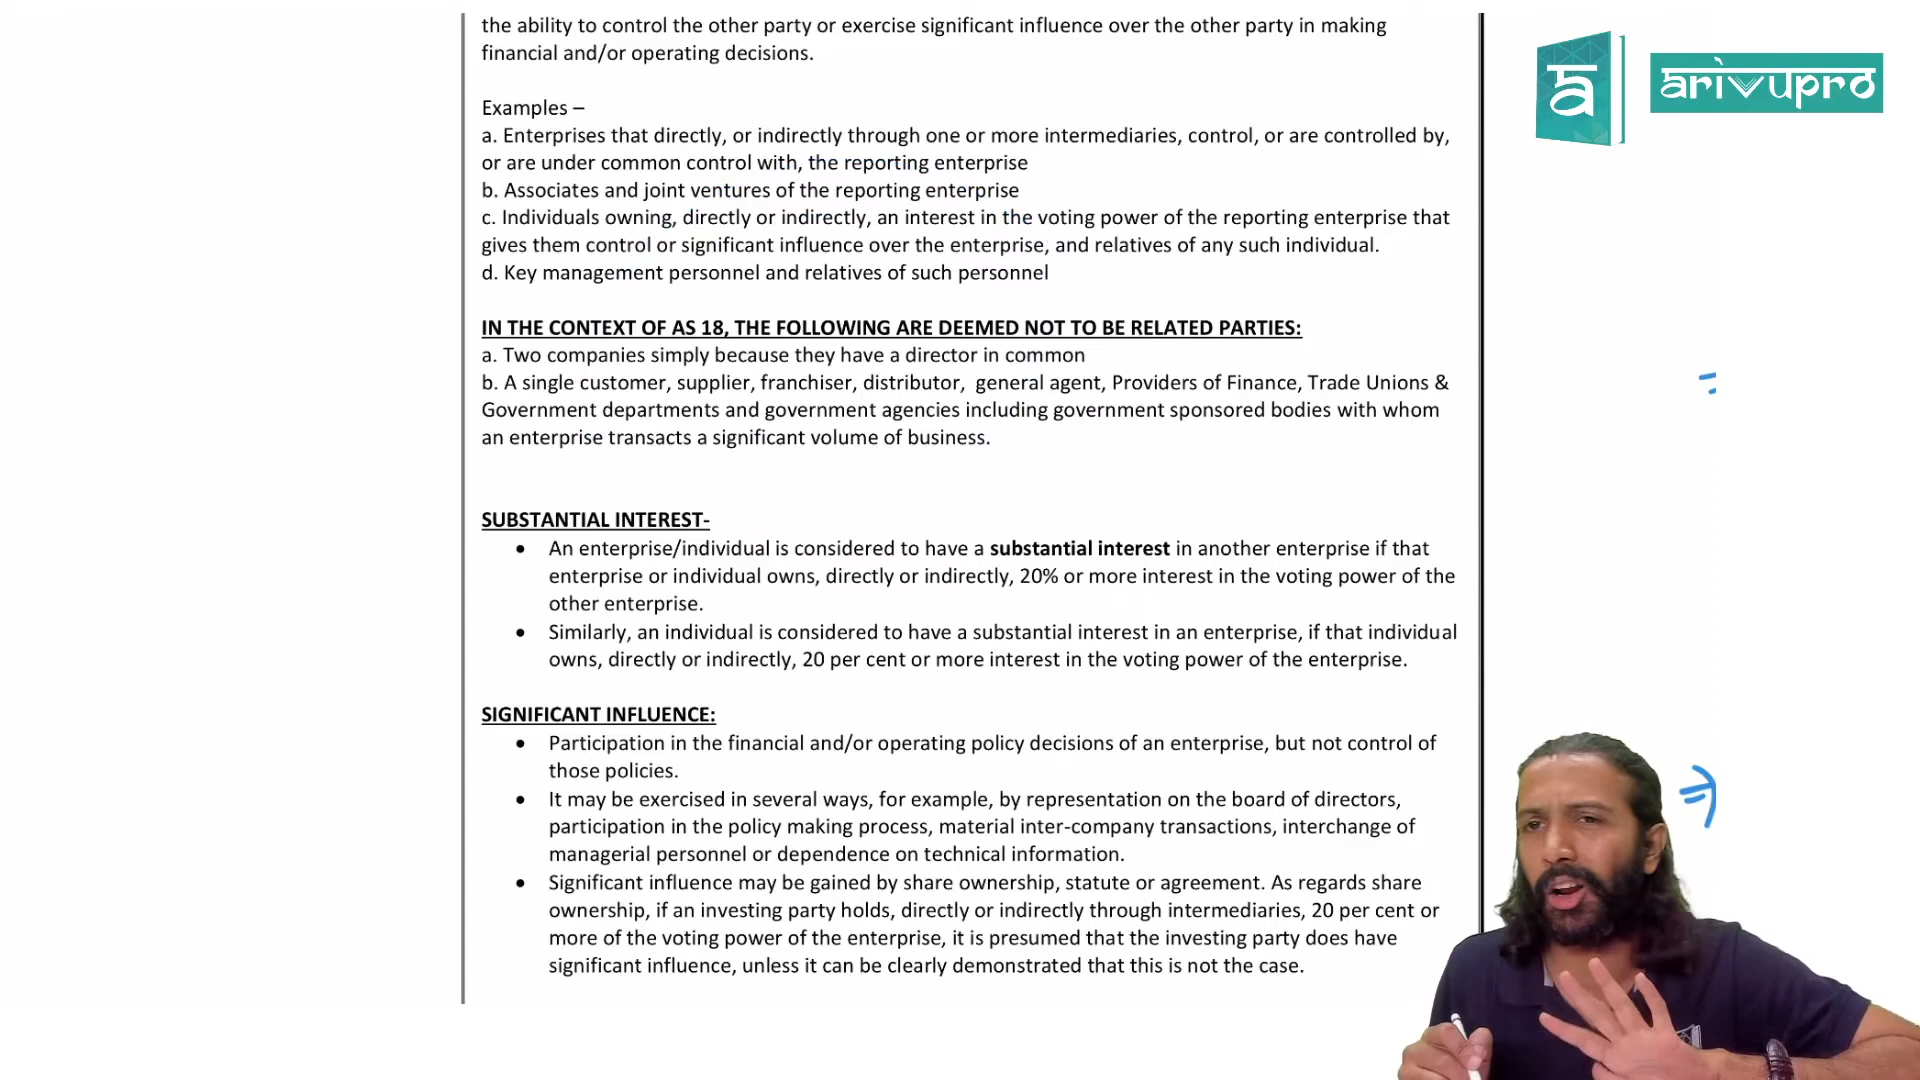 the ability to control the other party or exercise significant influence over the other party in making
financial and/or operating decisions.
Examples –
a. Enterprises that directly, or indirectly through one or more intermediaries, control, or are controlled by,
or are under common control with, the reporting enterprise
b. Associates and joint ventures of the reporting enterprise
c. Individuals owning, directly or indirectly, an interest in the voting power of the reporting enterprise that
gives them control or significant influence over the enterprise, and relatives of any such individual.
d. Key management personnel and relatives of such personnel
IN THE CONTEXT OF AS 18, THE FOLLOWING ARE DEEMED NOT TO BE RELATED PARTIES:
a. Two companies simply because they have a director in common
b. A single customer, supplier, franchiser, distributor, general agent, Providers of Finance, Trade Unions &
Government departments and government agencies including government sponsored bodies with whom
an enterprise transacts a significant volume of business.
SUBSTANTIAL INTEREST-
• An enterprise/individual is considered to have a substantial interest in another enterprise if that
enterprise or individual owns, directly or indirectly, 20% or more interest in the voting power of the
other enterprise.
• Similarly, an individual is considered to have a substantial interest in an enterprise, if that individual
owns, directly or indirectly, 20 per cent or more interest in the voting power of the enterprise.
SIGNIFICANT INFLUENCE:
• Participation in the financial and/or operating policy decisions of an enterprise, but not control of
those policies.
• It may be exercised in several ways, for example, by representation on the board of directors,
participation in the policy making process, material inter-company transactions, interchange of
managerial personnel or dependence on technical information.
• Significant influence may be gained by share ownership, statute or agreement. As regards share
ownership, if an investing party holds, directly or indirectly through intermediaries, 20 per cent or
more of the voting power of the enterprise, it is presumed that the investing party does have
significant influence, unless it can be clearly demonstrated that this is not the case.
a
arivupro